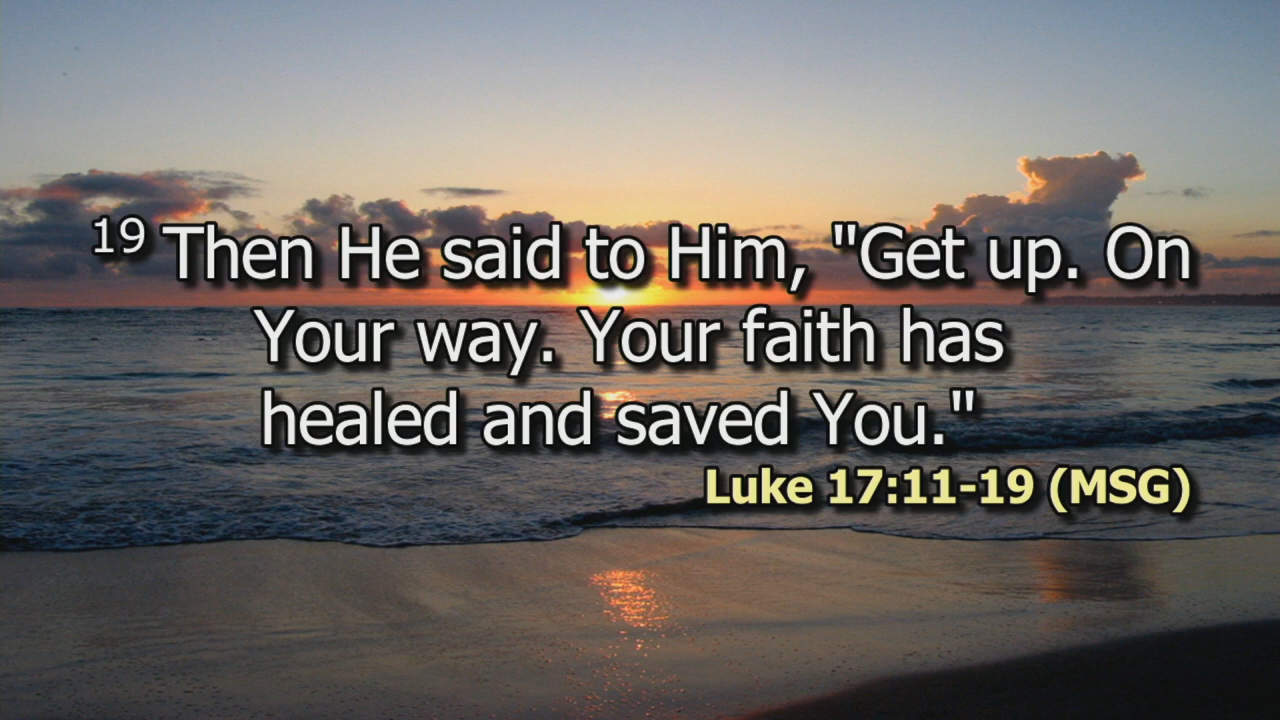 19 Then He said to Him, "Get up. On
Your way. Your faith has
healed and saved You."
Luke 17:11-19 (MSG)